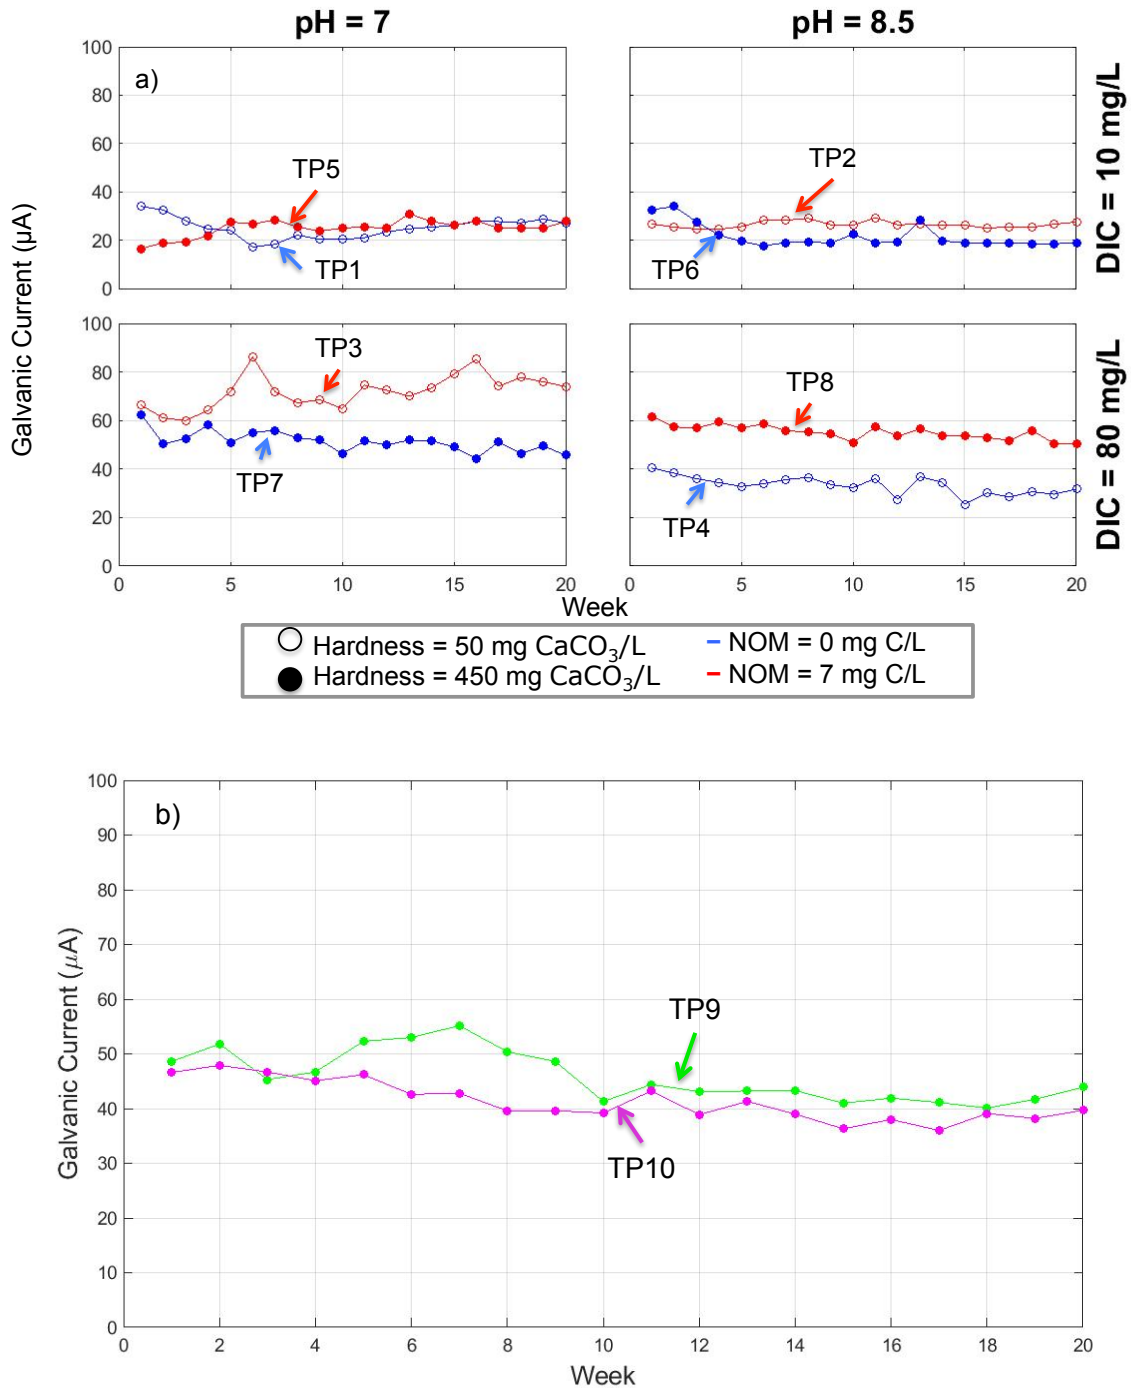 pH = 7
pH = 8.5
a)
100
80
60
40
20
0
TP5
TP1
TP2
TP6
DIC = 10 mg/L
Galvanic Current (µA)
100
80
60
40
20
0
TP3
TP7
TP8
TP4
DIC = 80 mg/L
0 5 10 15 20
0 5 10 15 20
Week
Hardness = 50 mg CaCO₃/L
NOM = 0 mg C/L
Hardness = 450 mg CaCO₃/L
NOM = 7 mg C/L
b)
100
90
80
70
60
50
40
30
20
10
0
Galvanic Current (µA)
TP9
TP10
0 2 4 6 8 10 12 14 16 18 20
Week